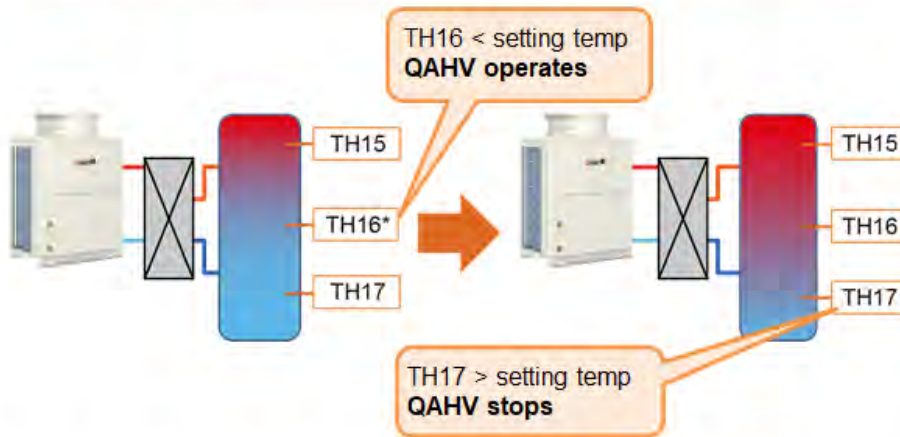 TH16 < setting temp
QAHV operates
TH15
TH16*
TH17
TH15
TH16
TH17
TH17 > setting temp
QAHV stops